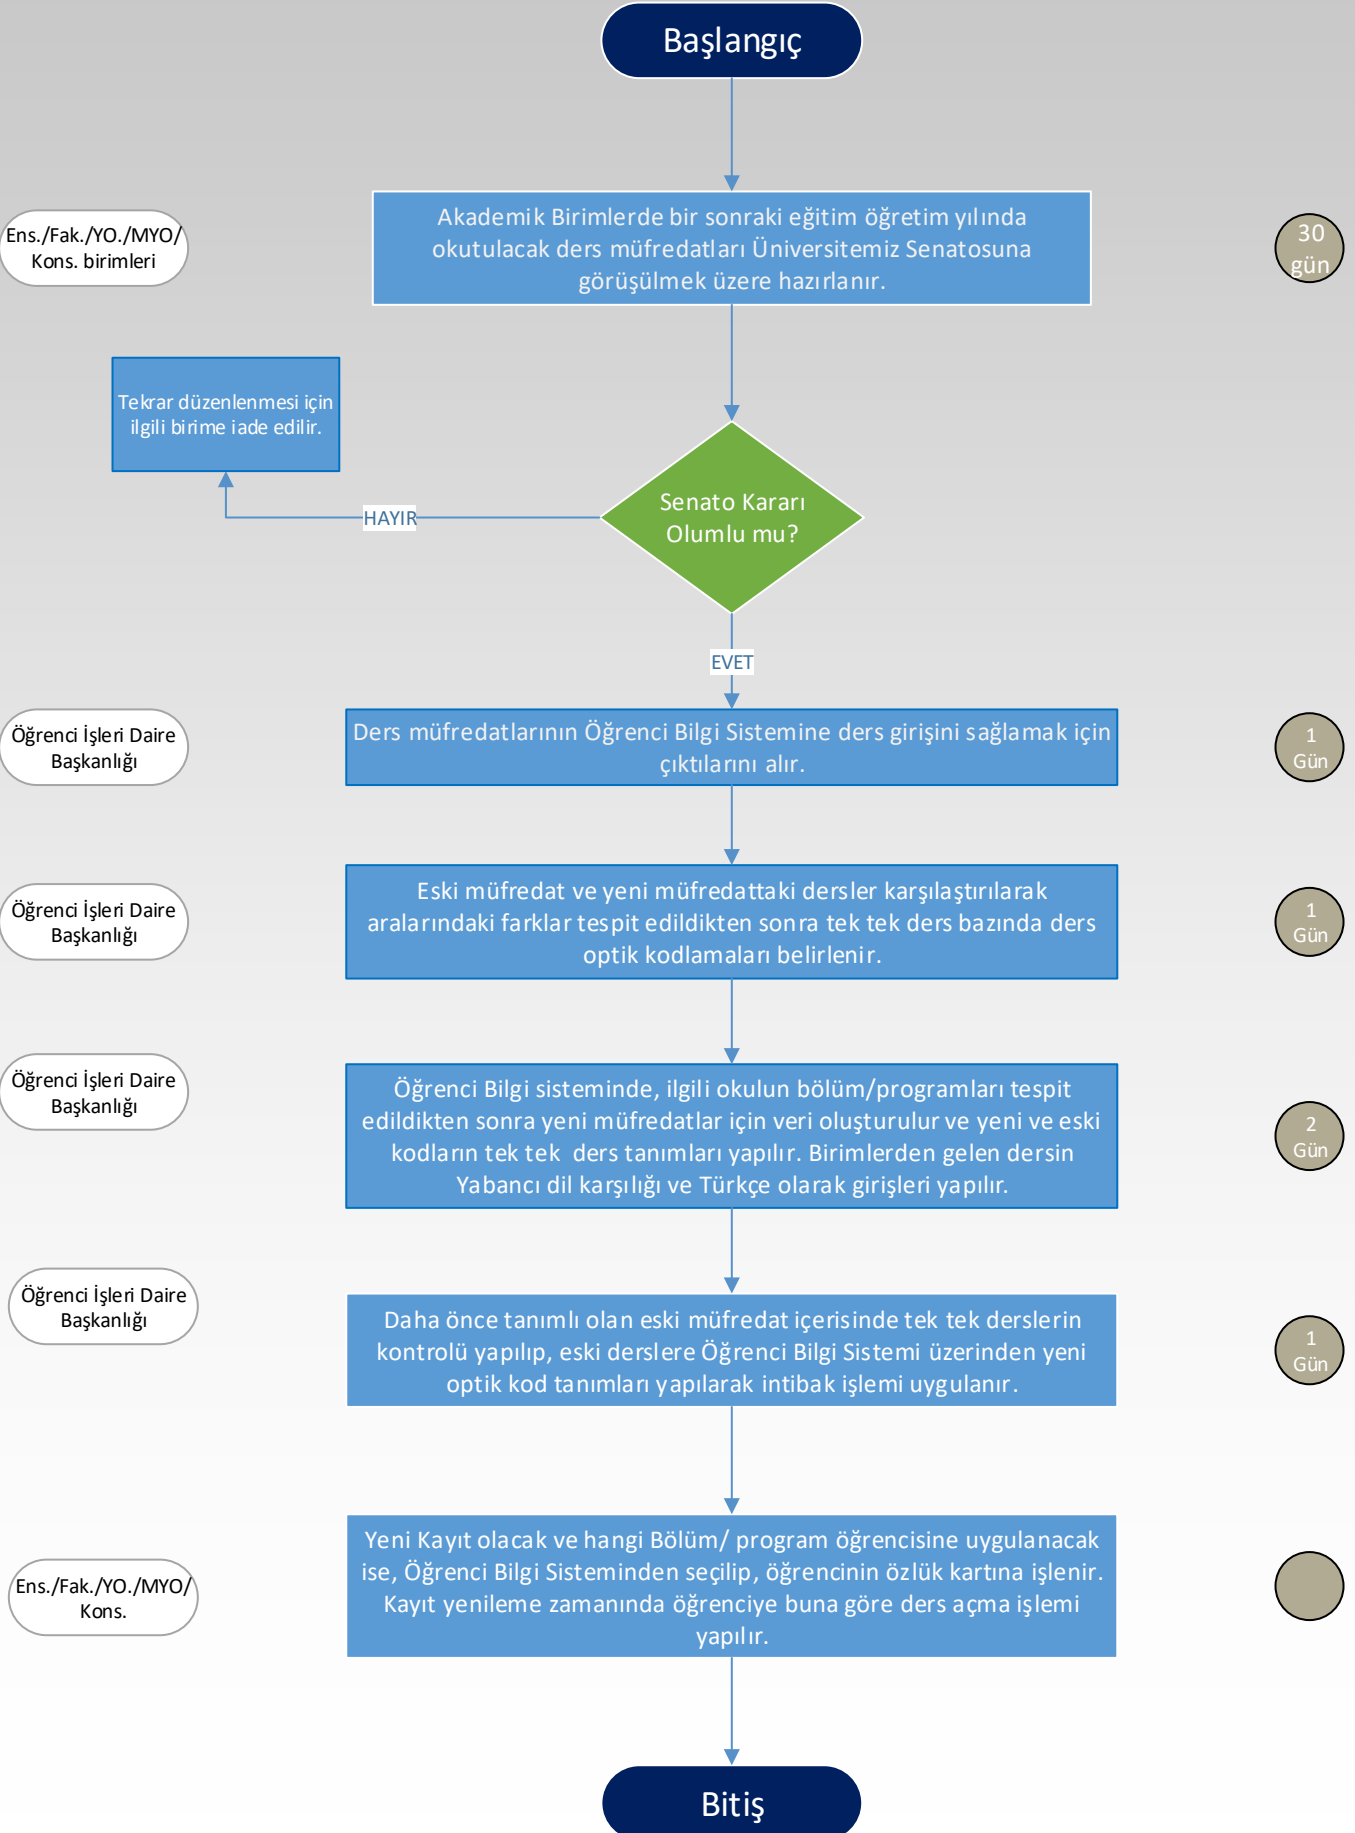 Başlangıç
Ens./Fak./YO./MYO/
Kons. birimleri
Akademik Birimlerde bir sonraki eğitim öğretim yılında
okutulacak ders müfredatları Üniversitemiz Senatosuna
görüşülmek üzere hazırlanır.
30
gün
Tekrar düzenlenmesi için
ilgili birime iade edilir.
HAYIR
Senato Kararı
Olumlu mu?
EVET
Öğrenci İşleri Daire
Başkanlığı
Ders müfredatlarının Öğrenci Bilgi Sistemine ders girişini sağlamak için
çıktılarını alır.
1
Gün
Öğrenci İşleri Daire
Başkanlığı
Eski müfredat ve yeni müfredattaki dersler karşılaştırılarak
aralarındaki farklar tespit edildikten sonra tek tek ders bazında ders
optik kodlamaları belirlenir.
1
Gün
Öğrenci İşleri Daire
Başkanlığı
Öğrenci Bilgi sisteminde, ilgili okulun bölüm/programları tespit
edildikten sonra yeni müfredatlar için veri oluşturulur ve yeni ve eski
kodların tek tek  ders tanımları yapılır. Birimlerden gelen dersin
Yabancı dil karşılığı ve Türkçe olarak girişleri yapılır.
2
Gün
Öğrenci İşleri Daire
Başkanlığı
Daha önce tanımlı olan eski müfredat içerisinde tek tek derslerin
kontrolü yapılıp, eski derslere Öğrenci Bilgi Sistemi üzerinden yeni
optik kod tanımları yapılarak intibak işlemi uygulanır.
1
Gün
Ens./Fak./YO./MYO/
Kons.
Yeni Kayıt olacak ve hangi Bölüm/ program öğrencisine uygulanacak
ise, Öğrenci Bilgi Sisteminden seçilip, öğrencinin özlük kartına işlenir.
Kayıt yenileme zamanında öğrenciye buna göre ders açma işlemi
yapılır.
Bitiş